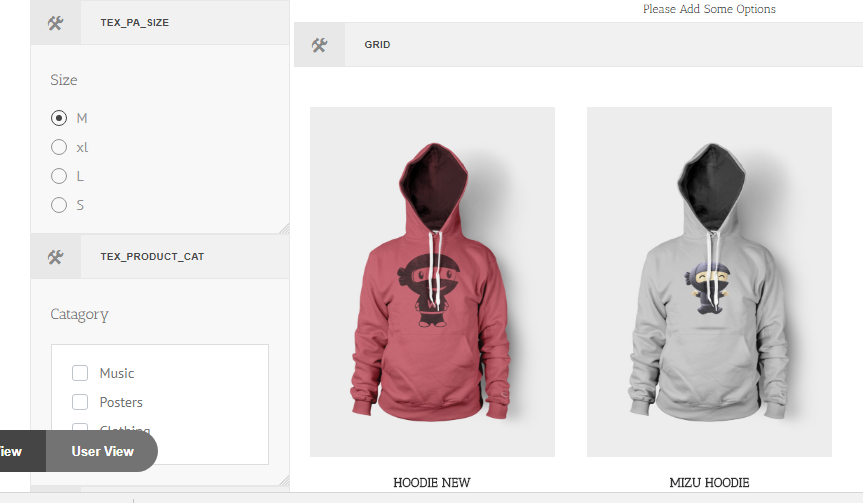 Please Add Some Options
TEX_PA_SIZE
GRID
Size
M
xl
L
S
TEX_PRODUCT_CAT
Catagory
Music
Posters
Clothing
iew
User View
HOODIE NEW
MIZU HOODIE